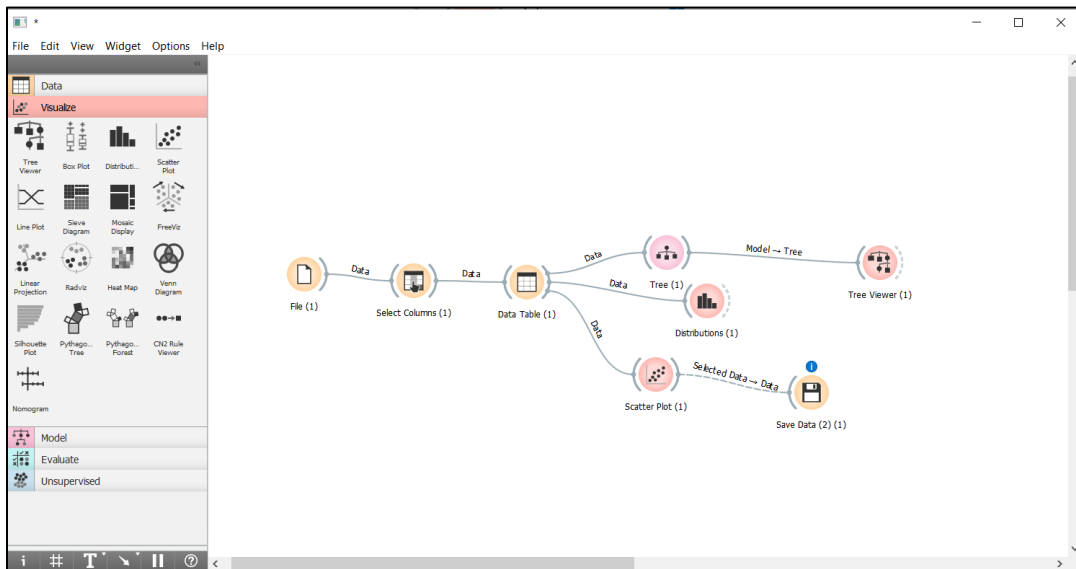 *
File Edit View Widget Options Help
Data
Visualize
Tree Viewer
Box Plot
Distributi...
Scatter Plot
Line Plot
Sieve Diagram
Mosaic Display
FreeViz
Linear Projection
Radviz
Heat Map
Venn Diagram
Silhouette Plot
Pythago... Tree
Pythago... Forest
CN2 Rule Viewer
Nomogram
Model
Evaluate
Unsupervised
File (1)
Data
Select Columns (1)
Data
Data Table (1)
Data
Tree (1)
Model → Tree
Tree Viewer (1)
Data
Distributions (1)
Data
Scatter Plot (1)
Selected Data → Data
Save Data (2) (1)